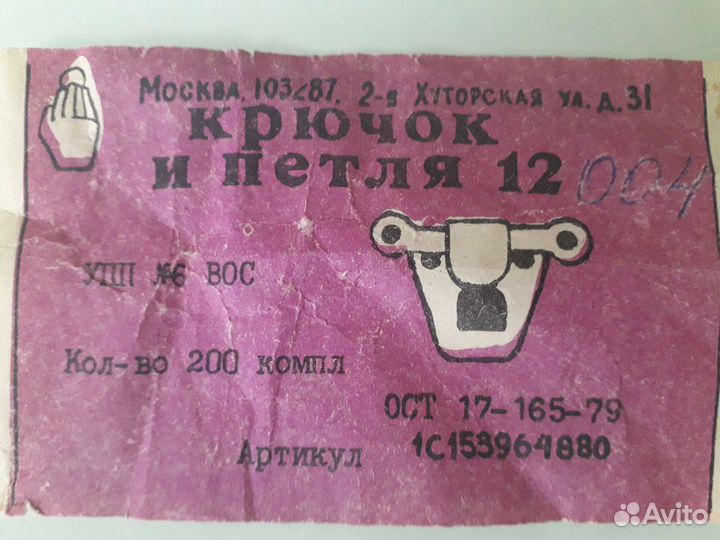 Москва, 103287, 2-я Хуторская ул. д. 31
крючок
и петля 12 004
УПП №6 ВОС
Кол-во 200 компл
ОСТ 17-165-79
Артикул 1С153964880
Avito